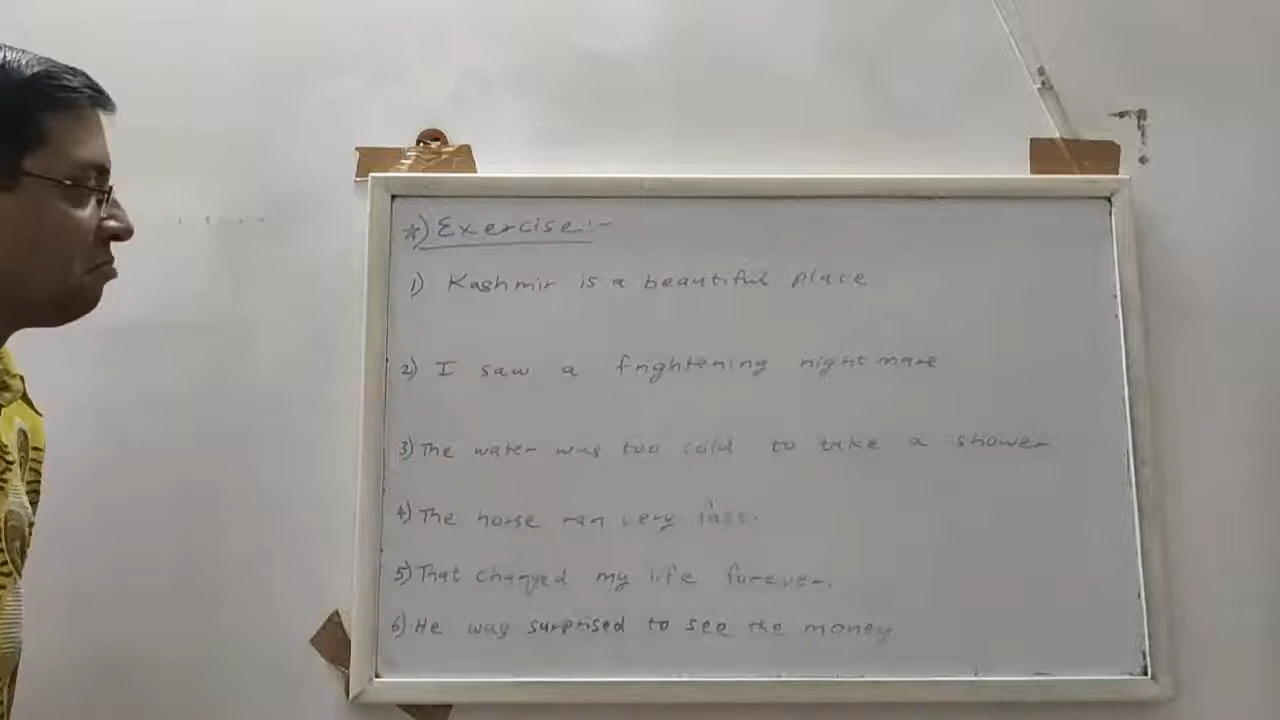 *) Exercise:-
1) Kashmir is a beautiful place
2) I saw a frightening nightmare
3) The water was too cold to take a shower
4) The horse ran very fast.
5) That changed my life forever.
6) He was surprised to see the money.